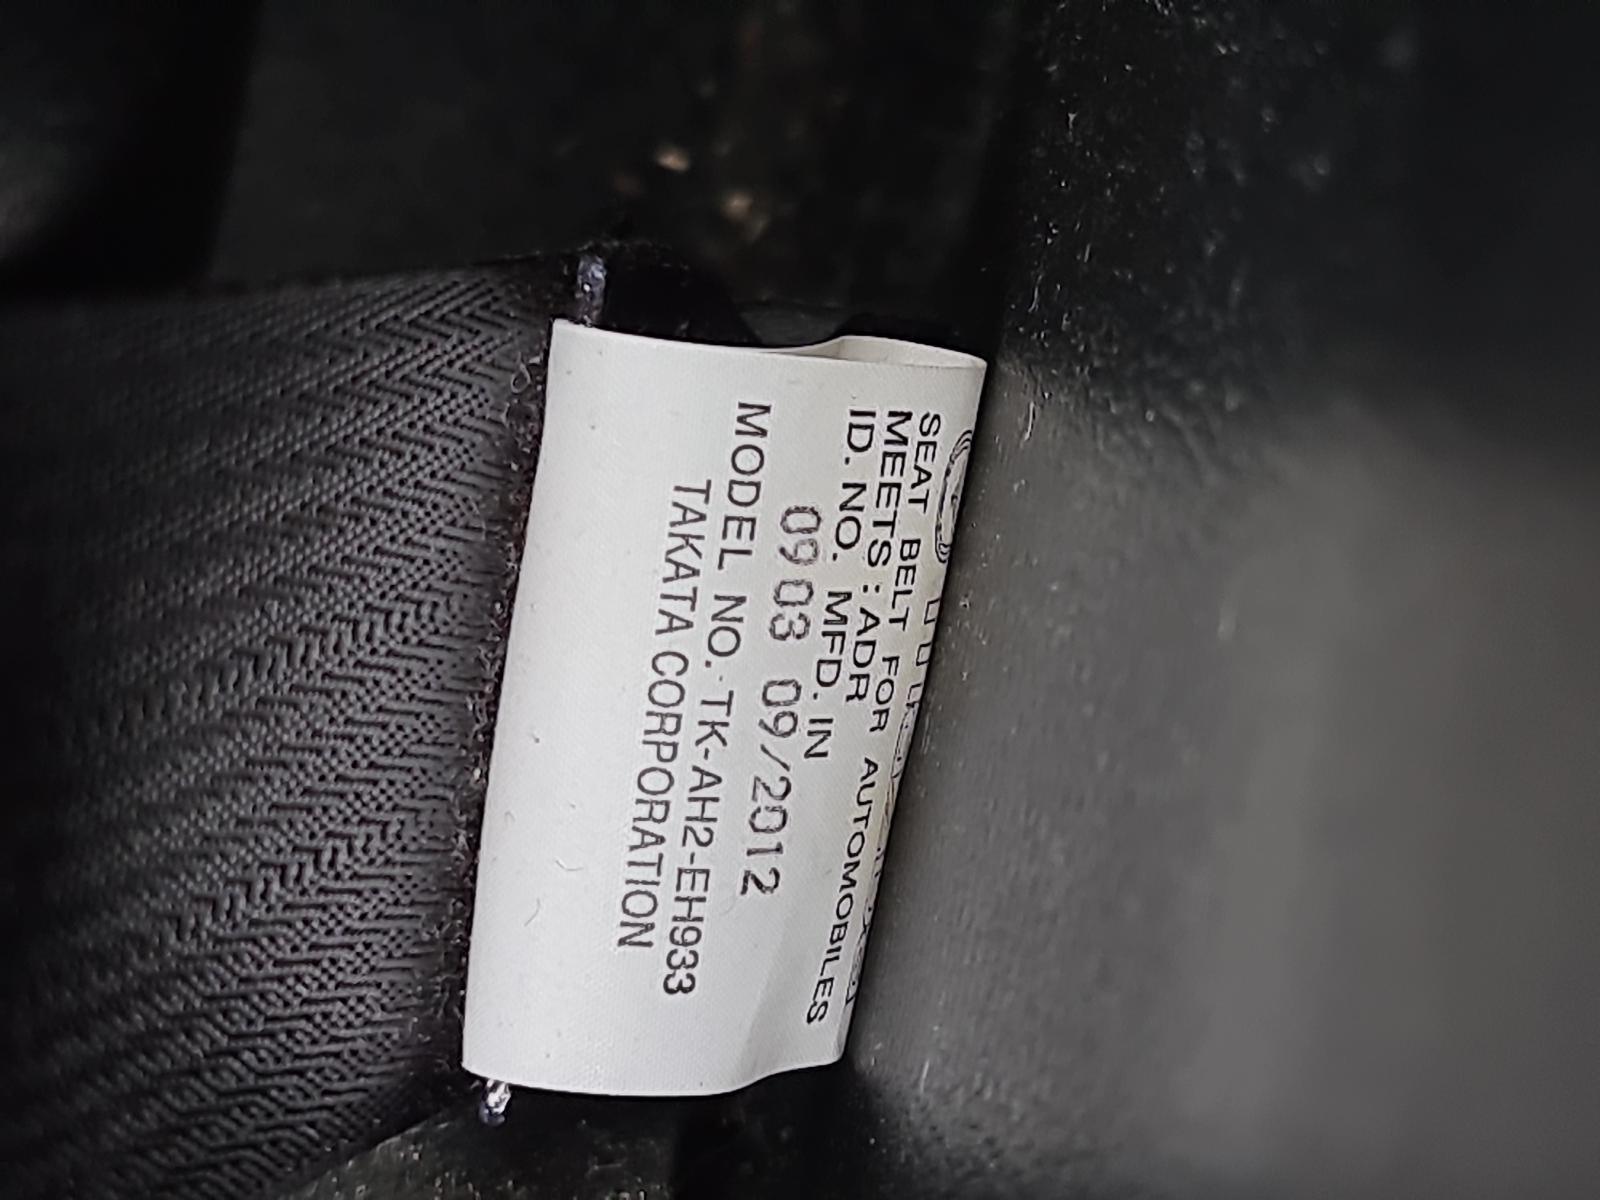 SEAT BELT FOR AUTOMOBILES
MEETS : ADR
ID. NO. MFD. IN
0903 09/2012
MODEL NO. TK-AH2-EH933
TAKATA CORPORATION